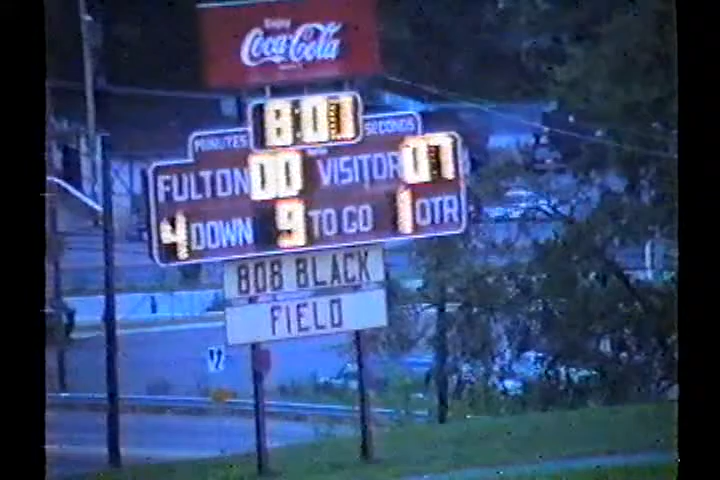 Enjoy
Coca-Cola
MINUTES 8:01 SECONDS
FULTON 00 VISITOR 07
4 DOWN 9 TO GO 1 QTR
BOB BLACK
FIELD